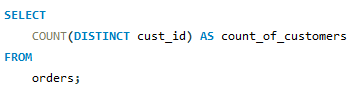 SELECT
COUNT(DISTINCT cust_id) AS count_of_customers
FROM
orders;